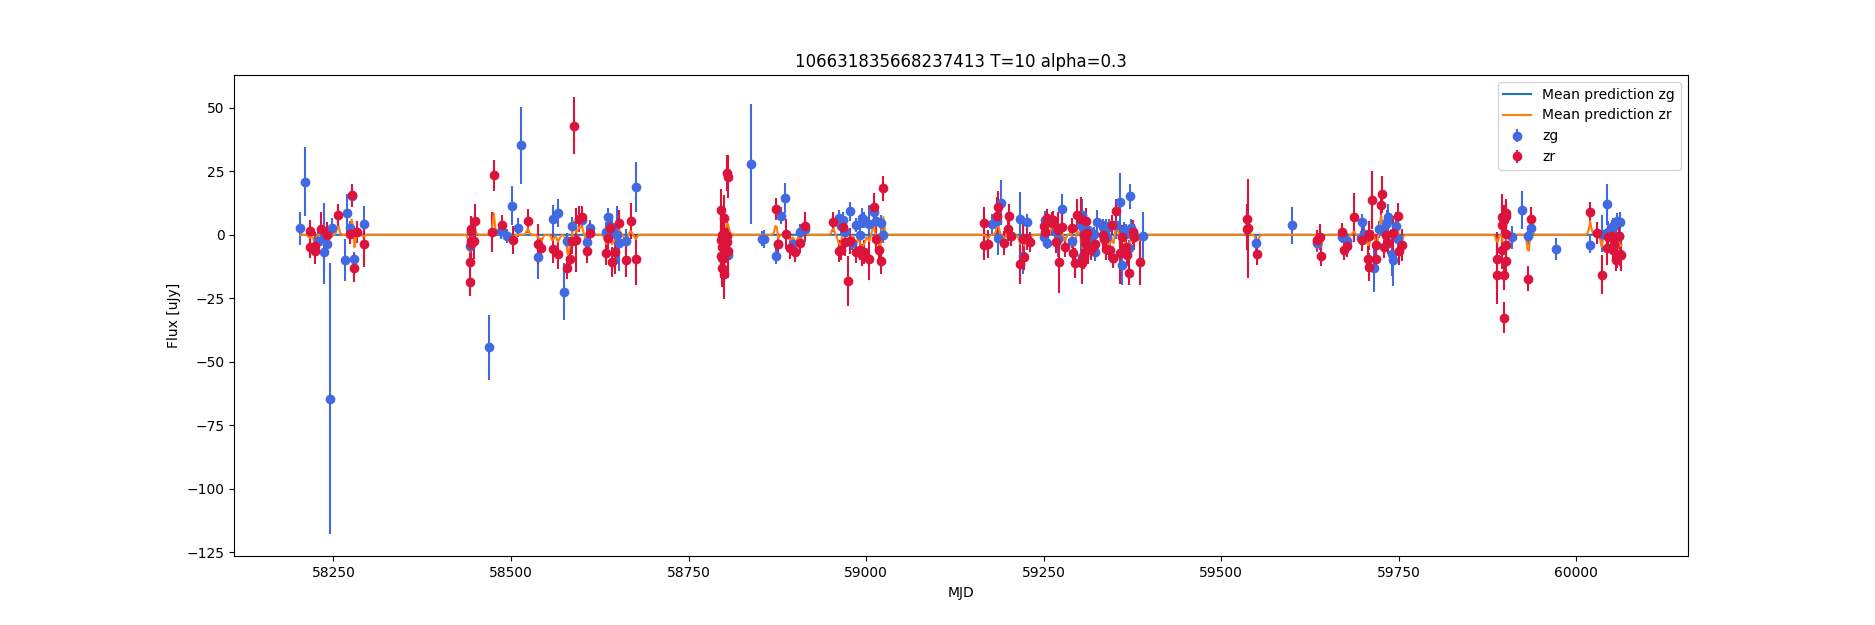 106631835668237413 T=10 alpha=0.3
Mean prediction zg
Mean prediction zr
zg
zr
50
25
0
−25
−50
−75
−100
−125
Flux [uJy]
58250
58500
58750
59000
59250
59500
59750
60000
MJD